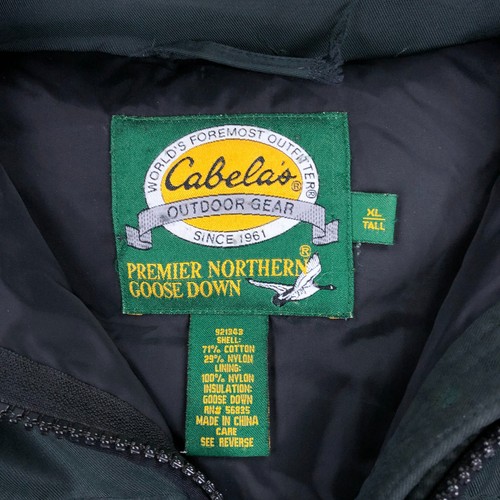 WORLD'S FOREMOST OUTFITTER®
Cabela's®
OUTDOOR GEAR
SINCE 1961
PREMIER NORTHERN®
GOOSE DOWN
XL
TALL
921343
SHELL:
71% COTTON
29% NYLON
LINING:
100% NYLON
INSULATION:
GOOSE DOWN
RN# 56835
MADE IN CHINA
CARE
SEE REVERSE